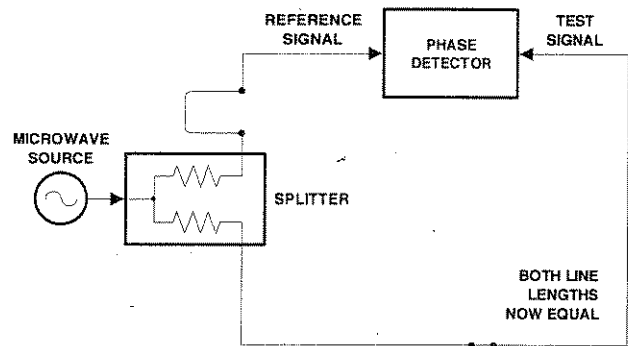 REFERENCE
SIGNAL
PHASE
DETECTOR
TEST
SIGNAL
MICROWAVE
SOURCE
SPLITTER
BOTH LINE
LENGTHS
NOW EQUAL